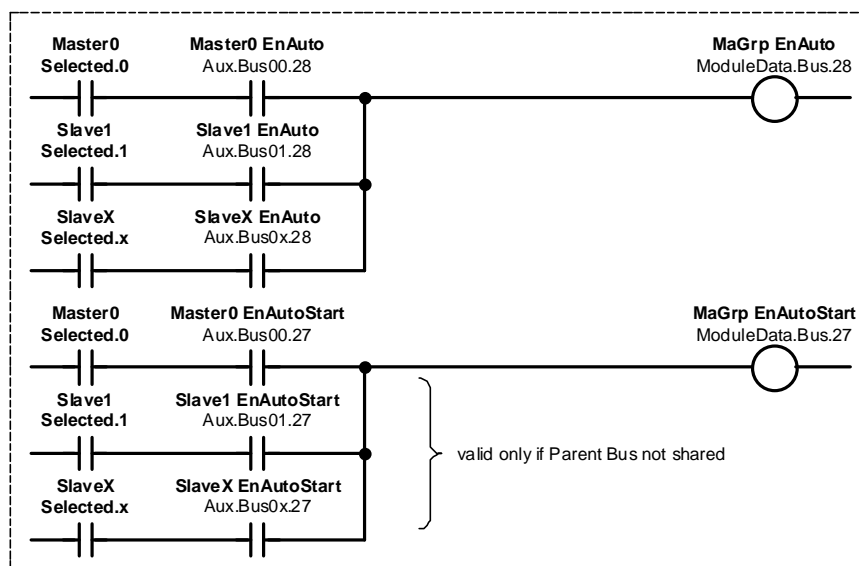 Master0 Master0 EnAuto MaGrp EnAuto
Selected.0 Aux.Bus00.28 ModuleData.Bus.28
Slave1 Slave1 EnAuto
Selected.1 Aux.Bus01.28
SlaveX SlaveX EnAuto
Selected.x Aux.Bus0x.28
Master0 Master0 EnAutoStart MaGrp EnAutoStart
Selected.0 Aux.Bus00.27 ModuleData.Bus.27
Slave1 Slave1 EnAutoStart
Selected.1 Aux.Bus01.27
valid only if Parent Bus not shared
SlaveX SlaveX EnAutoStart
Selected.x Aux.Bus0x.27